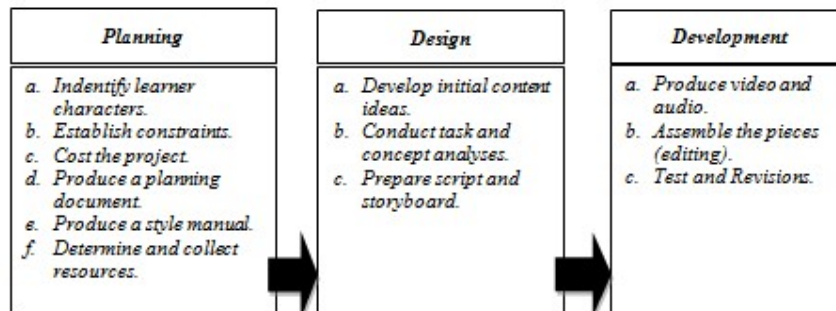 Planning
a. Indentify learner
characters.
b. Establish constraints.
c. Cost the project.
d. Produce a planning
document.
e. Produce a style manual.
f. Determine and collect
resources.
Design
a. Develop initial content
ideas.
b. Conduct task and
concept analyses.
c. Prepare script and
storyboard.
Development
a. Produce video and
audio.
b. Assemble the pieces
(editing).
c. Test and Revisions.